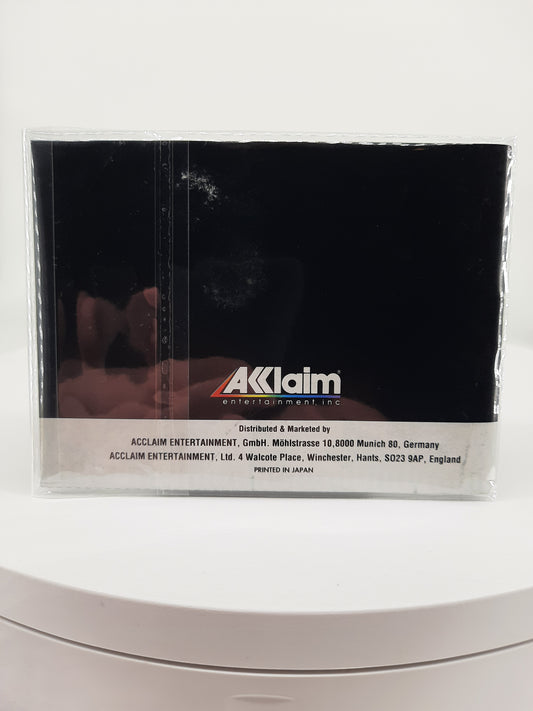 AKKlaim®
entertainment, inc.
Distributed & Marketed by
ACCLAIM ENTERTAINMENT, GmbH. Möhlstrasse 10,8000 Munich 80, Germany
ACCLAIM ENTERTAINMENT, Ltd. 4 Walcote Place, Winchester, Hants, SO23 9AP, England
PRINTED IN JAPAN